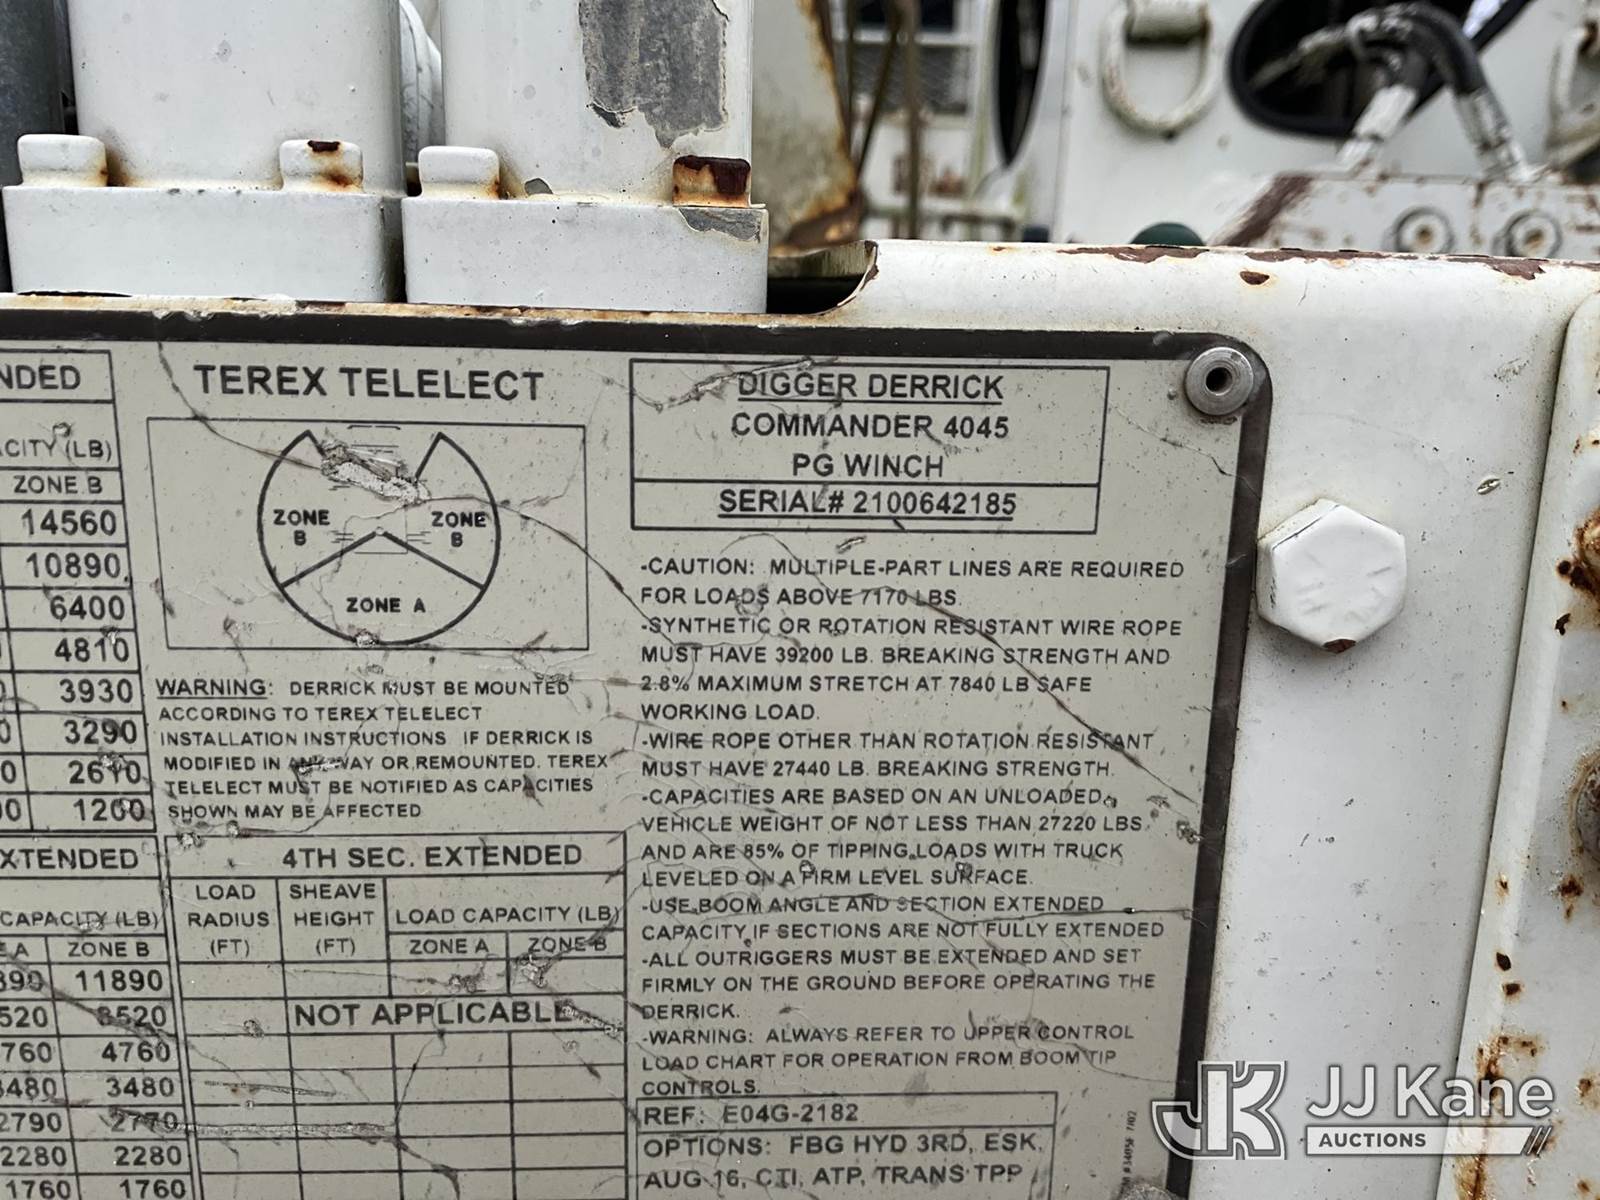 NDED
ACITY (LB)
ZONE B
14560
10890
6400
4810
3930
3290
2610
1200
TEREX TELELECT
ZONE B
ZONE B
ZONE A
WARNING: DERRICK MUST BE MOUNTED
ACCORDING TO TEREX TELELECT
INSTALLATION INSTRUCTIONS IF DERRICK IS
MODIFIED IN ANY WAY OR REMOUNTED. TEREX
TELELECT MUST BE NOTIFIED AS CAPACITIES
SHOWN MAY BE AFFECTED
DIGGER DERRICK
COMMANDER 4045
PG WINCH
SERIAL# 2100642185
-CAUTION: MULTIPLE-PART LINES ARE REQUIRED
FOR LOADS ABOVE 7170 LBS.
-SYNTHETIC OR ROTATION RESISTANT WIRE ROPE
MUST HAVE 39200 LB. BREAKING STRENGTH AND
2.8% MAXIMUM STRETCH AT 7840 LB SAFE
WORKING LOAD.
-WIRE ROPE OTHER THAN ROTATION RESISTANT
MUST HAVE 27440 LB. BREAKING STRENGTH.
-CAPACITIES ARE BASED ON AN UNLOADED
VEHICLE WEIGHT OF NOT LESS THAN 27220 LBS
AND ARE 85% OF TIPPING LOADS WITH TRUCK
LEVELED ON A FIRM LEVEL SURFACE.
-USE BOOM ANGLE AND SECTION EXTENDED
CAPACITY IF SECTIONS ARE NOT FULLY EXTENDED
-ALL OUTRIGGERS MUST BE EXTENDED AND SET
FIRMLY ON THE GROUND BEFORE OPERATING THE
DERRICK.
-WARNING: ALWAYS REFER TO UPPER CONTROL
LOAD CHART FOR OPERATION FROM BOOM TIP
CONTROLS.
REF: E04G-2182
OPTIONS: FBG HYD 3RD, ESK,
AUG 16, CTI, ATP, TRANS TPP
XTENDED
CAPACITY (LB)
E A ZONE B
890 11890
520 8520
760 4760
3480 3480
2790 2770
2280 2280
1760 1760
4TH SEC. EXTENDED
LOAD RADIUS (FT)
SHEAVE HEIGHT (FT)
LOAD CAPACITY (LB)
ZONE A ZONE B
NOT APPLICABLE
JJ Kane
AUCTIONS